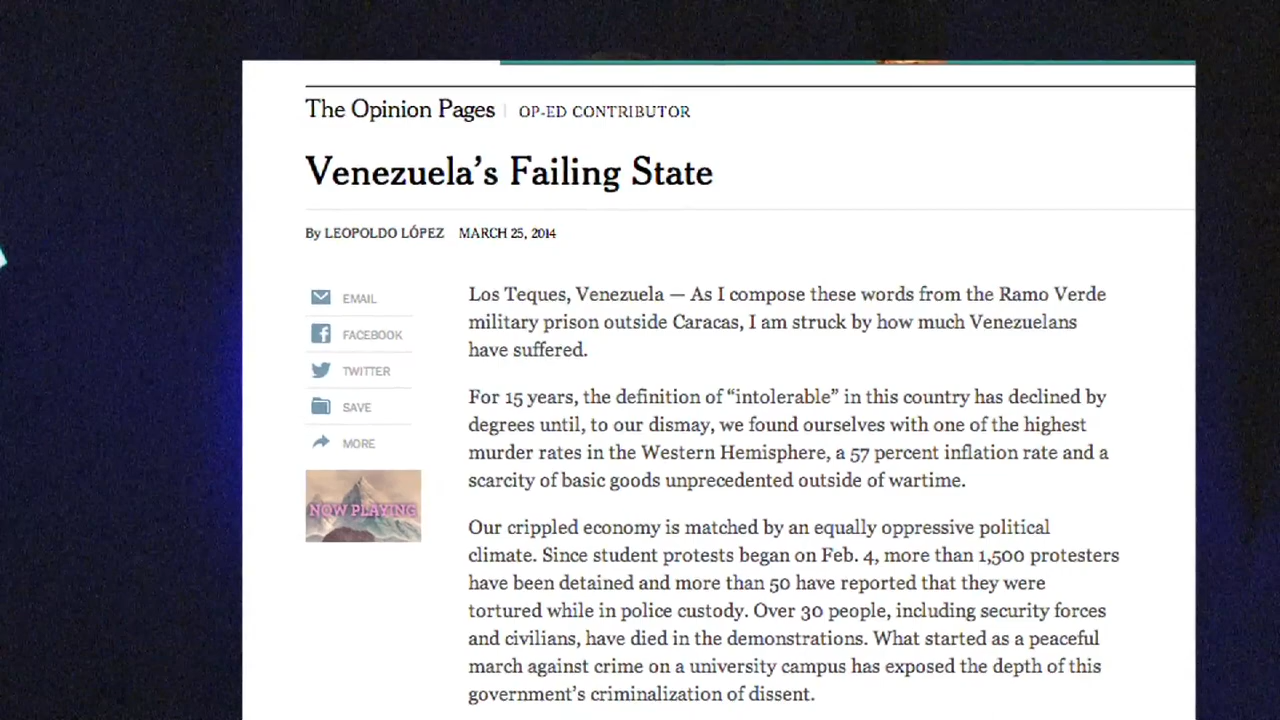 The Opinion Pages | OP-ED CONTRIBUTOR
Venezuela’s Failing State
By LEOPOLDO LÓPEZ MARCH 25, 2014
EMAIL
FACEBOOK
TWITTER
SAVE
MORE
NOW PLAYING
Los Teques, Venezuela — As I compose these words from the Ramo Verde
military prison outside Caracas, I am struck by how much Venezuelans
have suffered.
For 15 years, the definition of “intolerable” in this country has declined by
degrees until, to our dismay, we found ourselves with one of the highest
murder rates in the Western Hemisphere, a 57 percent inflation rate and a
scarcity of basic goods unprecedented outside of wartime.
Our crippled economy is matched by an equally oppressive political
climate. Since student protests began on Feb. 4, more than 1,500 protesters
have been detained and more than 50 have reported that they were
tortured while in police custody. Over 30 people, including security forces
and civilians, have died in the demonstrations. What started as a peaceful
march against crime on a university campus has exposed the depth of this
government’s criminalization of dissent.